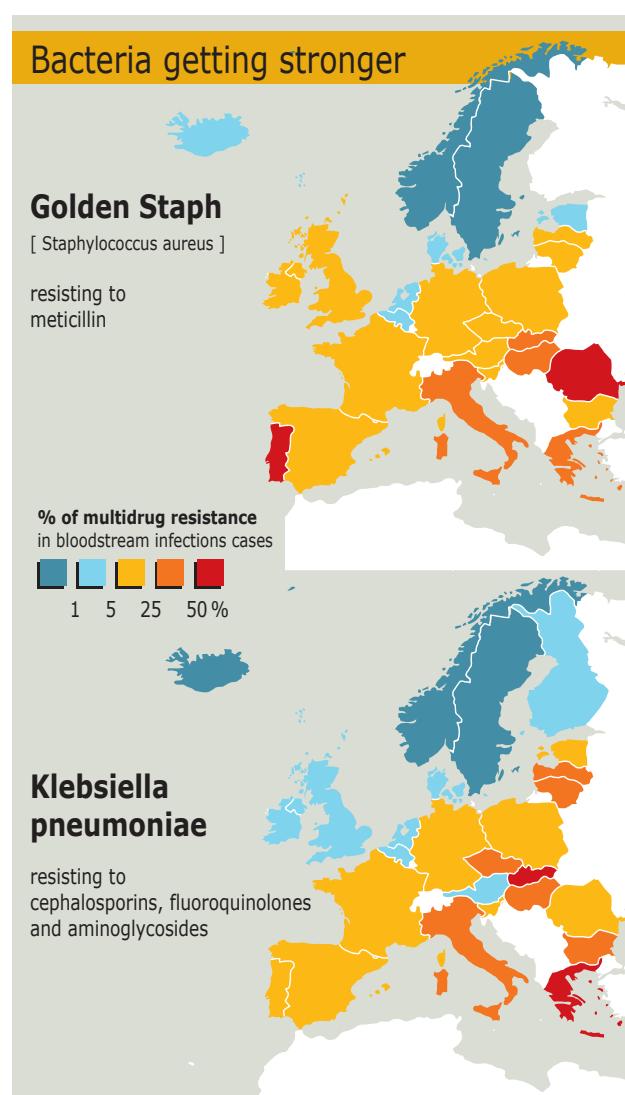 Bacteria getting stronger
Golden Staph
[ Staphylococcus aureus ]
resisting to
meticillin
% of multidrug resistance
in bloodstream infections cases
1 5 25 50 %
Klebsiella
pneumoniae
resisting to
cephalosporins, fluoroquinolones
and aminoglycosides